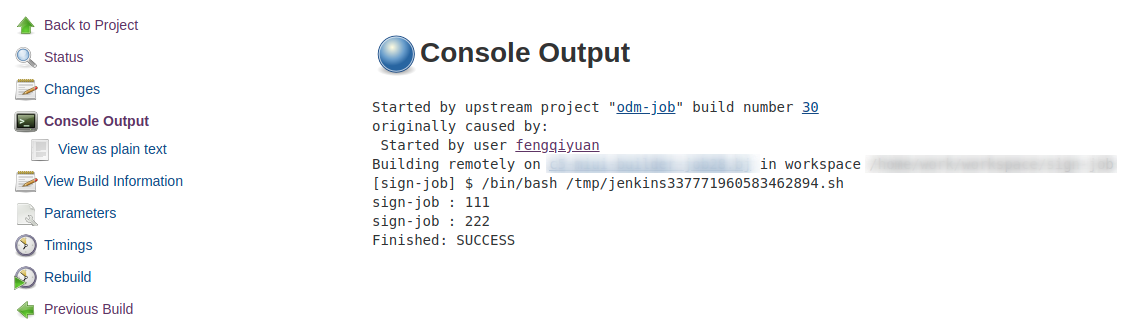 Back to Project
Status
Changes
Console Output
View as plain text
View Build Information
Parameters
Timings
Rebuild
Previous Build
Console Output
Started by upstream project "odm-job" build number 30
originally caused by:
 Started by user fengqiyuan
Building remotely on in workspace
[sign-job] $ /bin/bash /tmp/jenkins337771960583462894.sh
sign-job : 111
sign-job : 222
Finished: SUCCESS